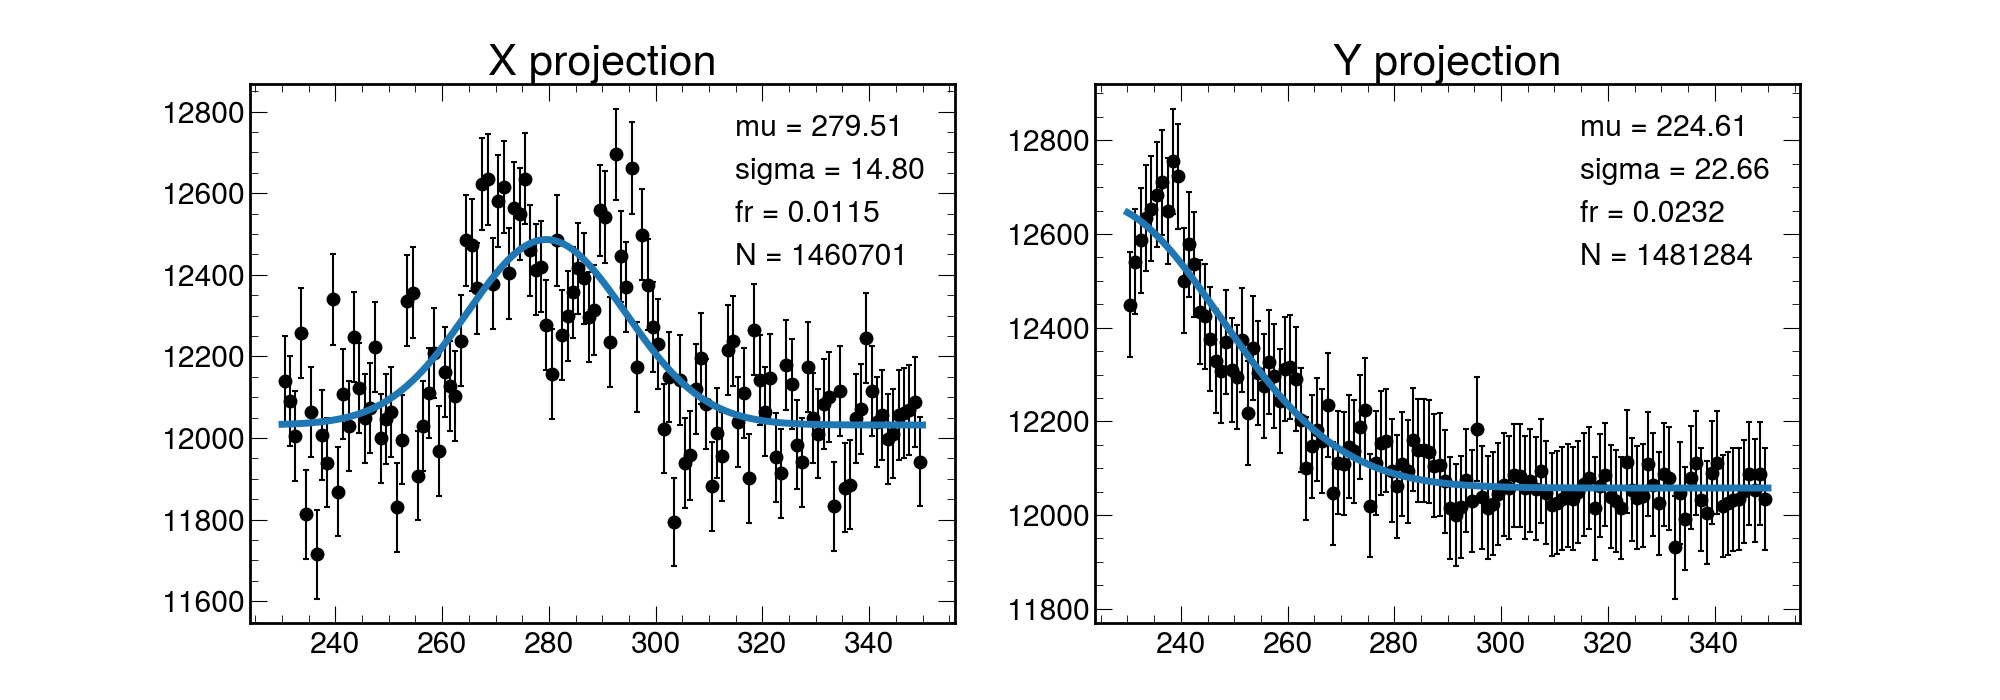 X projection
mu = 279.51
sigma = 14.80
fr = 0.0115
N = 1460701
12800
12600
12400
12200
12000
11800
11600
240 260 280 300 320 340
Y projection
mu = 224.61
sigma = 22.66
fr = 0.0232
N = 1481284
12800
12600
12400
12200
12000
11800
240 260 280 300 320 340